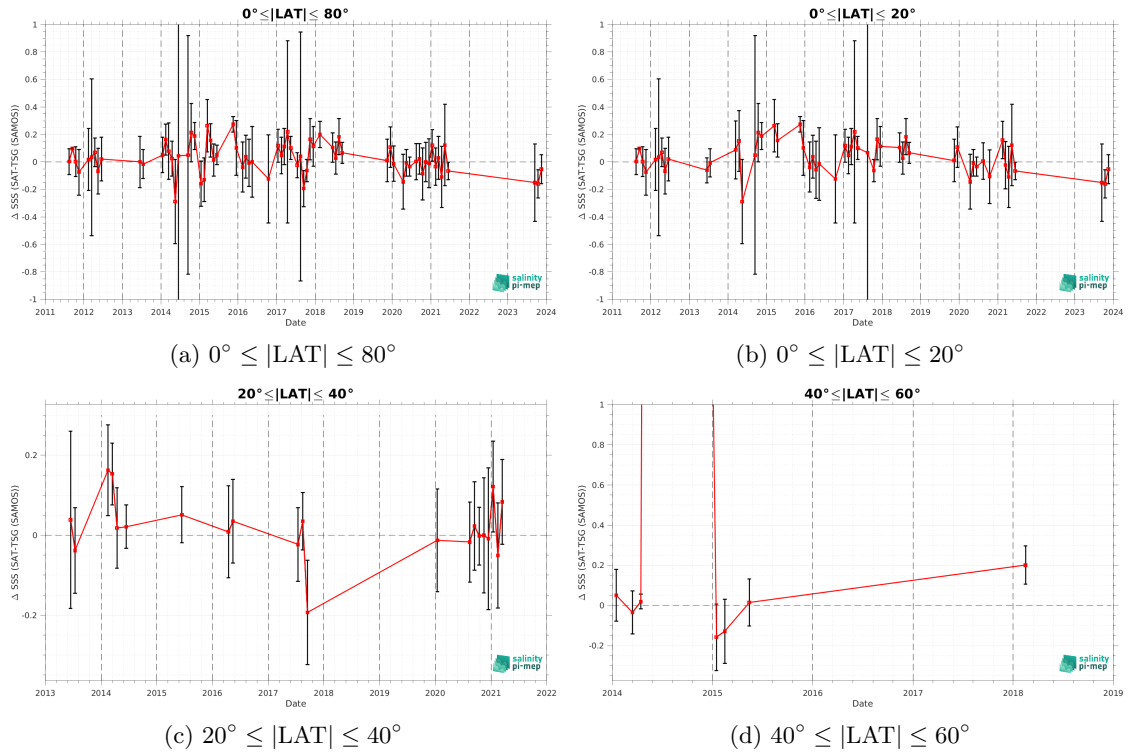 0°≤|LAT|≤ 80°
Δ SSS (SAT-TSG (SAMOS))
1
0.8
0.6
0.4
0.2
0
-0.2
-0.4
-0.6
-0.8
-1
2011 2012 2013 2014 2015 2016 2017 2018 2019 2020 2021 2022 2023 2024
Date
salinity
pi-mep
(a) 0° ≤ |LAT| ≤ 80°
0°≤|LAT|≤ 20°
Δ SSS (SAT-TSG (SAMOS))
1
0.8
0.6
0.4
0.2
0
-0.2
-0.4
-0.6
-0.8
-1
2011 2012 2013 2014 2015 2016 2017 2018 2019 2020 2021 2022 2023 2024
Date
salinity
pi-mep
(b) 0° ≤ |LAT| ≤ 20°
20°≤|LAT|≤ 40°
Δ SSS (SAT-TSG (SAMOS))
0.2
0
-0.2
2013 2014 2015 2016 2017 2018 2019 2020 2021 2022
Date
salinity
pi-mep
(c) 20° ≤ |LAT| ≤ 40°
40°≤|LAT|≤ 60°
Δ SSS (SAT-TSG (SAMOS))
1
0.8
0.6
0.4
0.2
0
-0.2
2014 2015 2016 2017 2018 2019
Date
salinity
pi-mep
(d) 40° ≤ |LAT| ≤ 60°